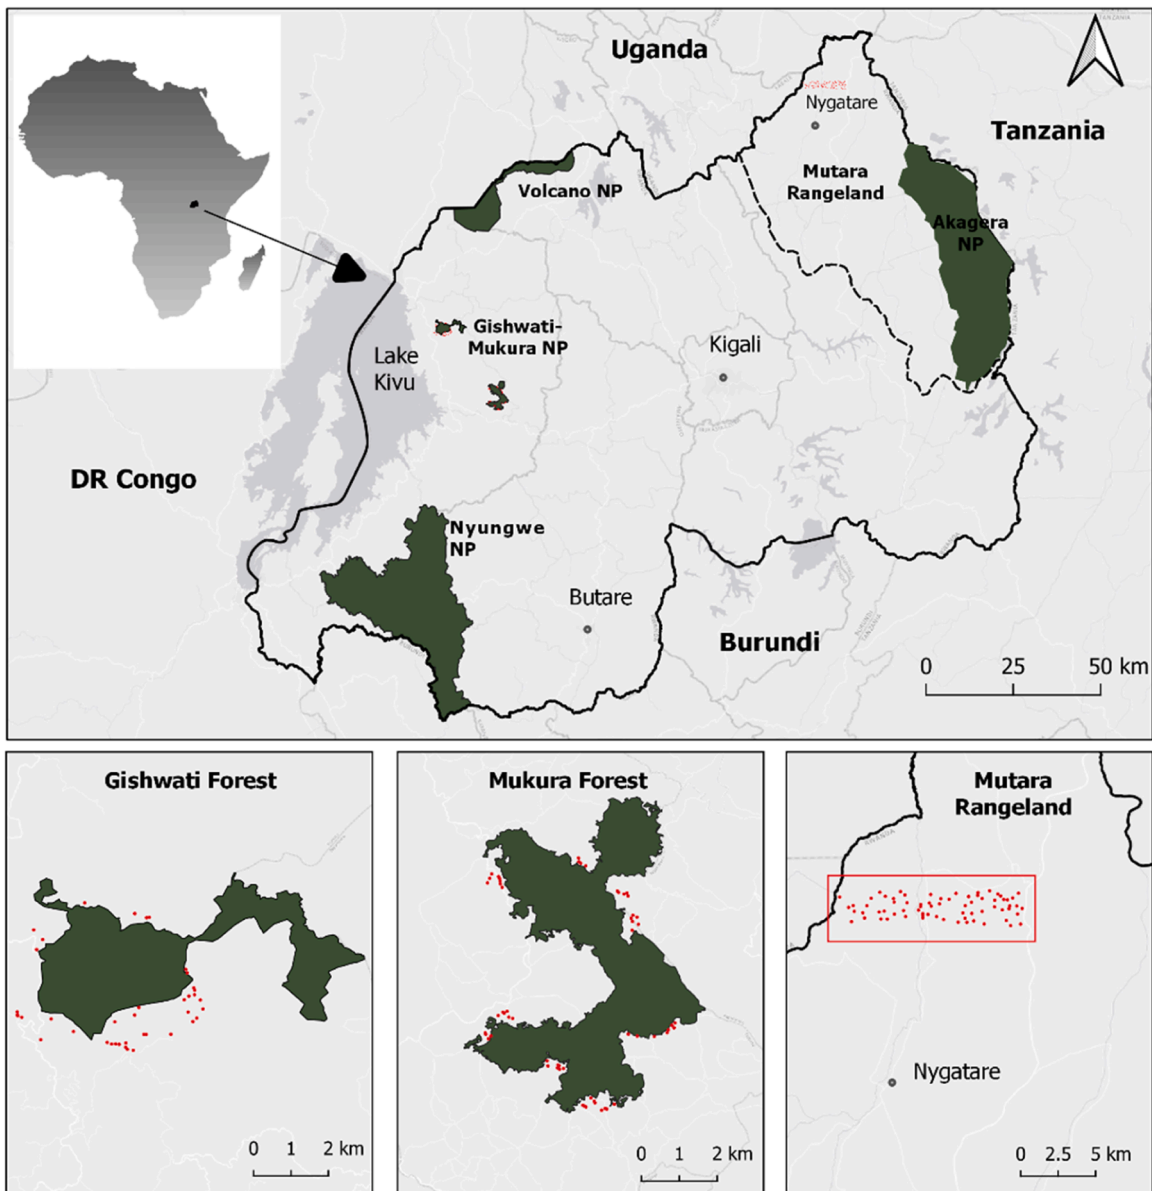 Uganda
Nygatare
Tanzania
Mutara
Rangeland
Volcano NP
Akagera
NP
Gishwati-
Mukura NP
Lake
Kivu
Kigali
DR Congo
Nyungwe
NP
Butare
Burundi
0 25 50 km
Gishwati Forest
0 1 2 km
Mukura Forest
0 1 2 km
Mutara
Rangeland
Nygatare
0 2.5 5 km